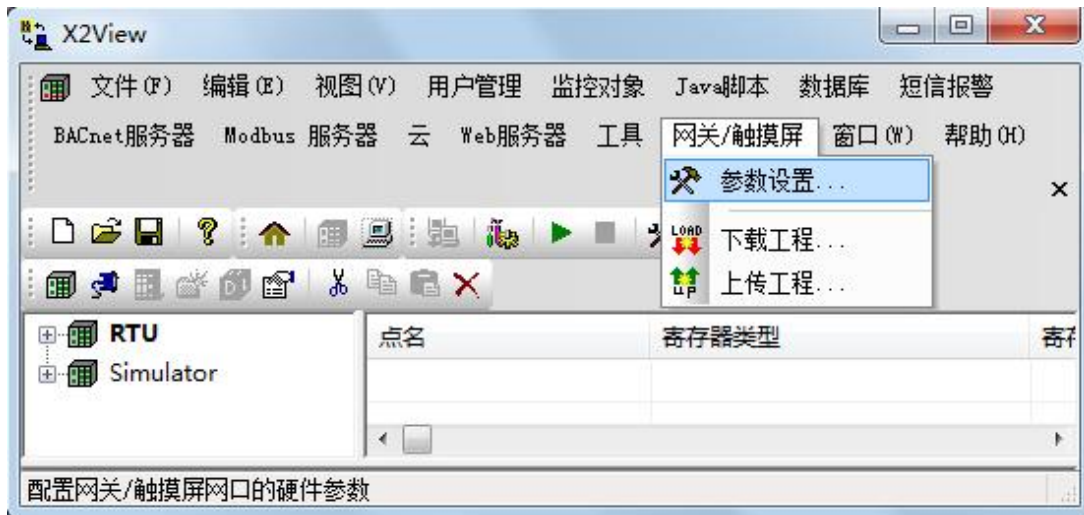 X2View
文件(F) 编辑(E) 视图(V) 用户管理 监控对象 Java脚本 数据库 短信报警
BACnet服务器 Modbus 服务器 云 Web服务器 工具 网关/触摸屏 窗口(W) 帮助(H)
参数设置...
LOAD 下载工程...
UP 上传工程...
RTU
Simulator
点名 寄存器类型 寄存
配置网关/触摸屏网口的硬件参数